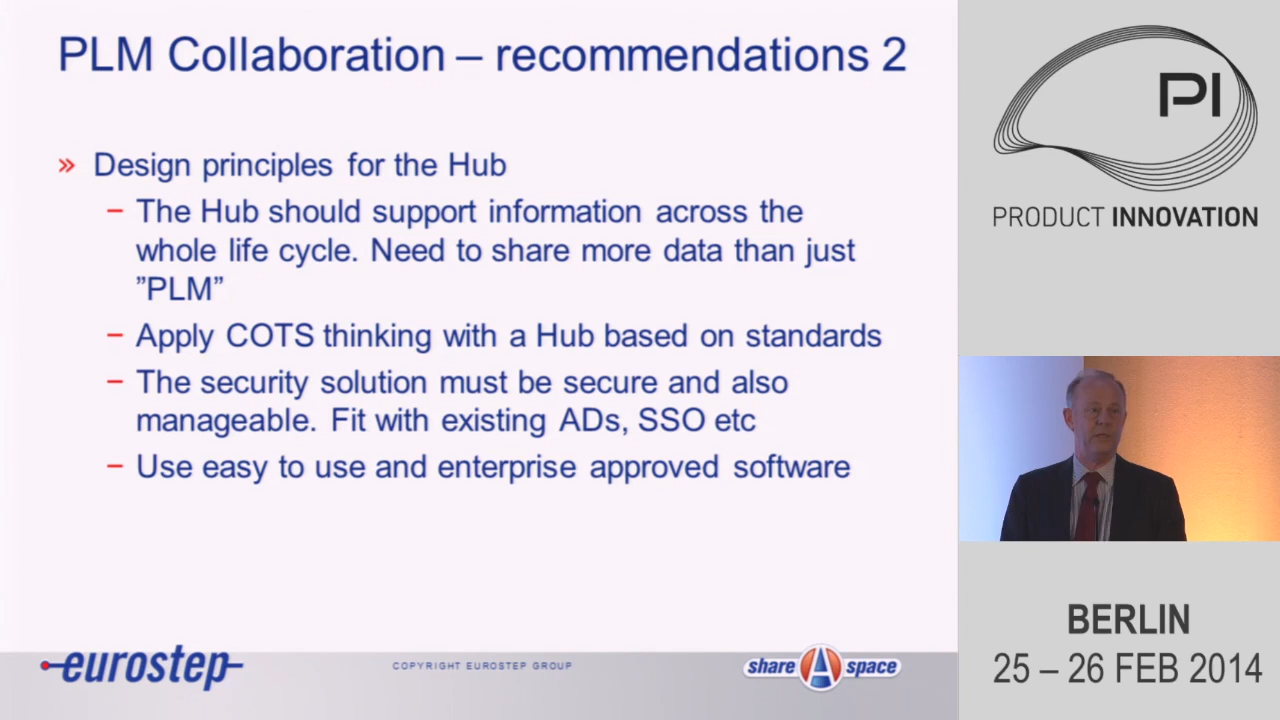 PLM Collaboration – recommendations 2
» Design principles for the Hub
– The Hub should support information across the
whole life cycle. Need to share more data than just
”PLM”
– Apply COTS thinking with a Hub based on standards
– The security solution must be secure and also
manageable. Fit with existing ADs, SSO etc
– Use easy to use and enterprise approved software
eurostep
COPYRIGHT EUROSTEP GROUP
share A space
PI
PRODUCT INNOVATION
BERLIN
25 – 26 FEB 2014